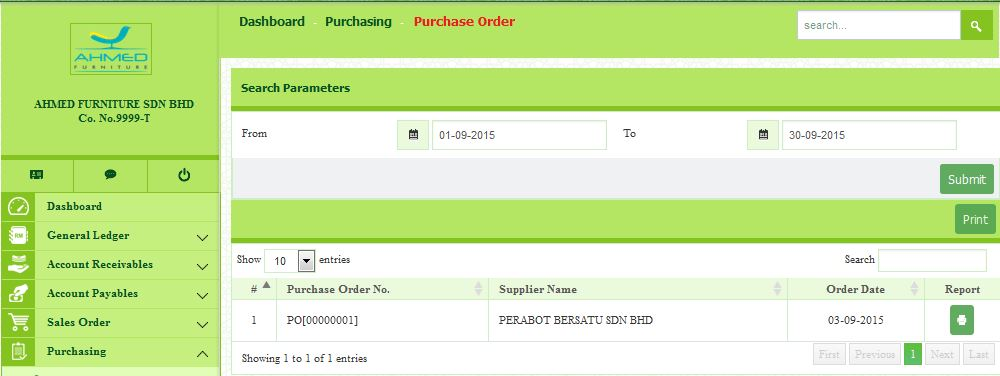 Dashboard - Purchasing - Purchase Order
search...
AHMED
FURNITURE
AHMED FURNITURE SDN BHD
Co. No.9999-T
Search Parameters
From 01-09-2015 To 30-09-2015
Submit
Print
Dashboard
RM General Ledger
Account Receivables
Account Payables
Sales Order
Purchasing
Show 10 entries Search
# Purchase Order No. Supplier Name Order Date Report
1 PO[00000001] PERABOT BERSATU SDN BHD 03-09-2015
Showing 1 to 1 of 1 entries First Previous 1 Next Last